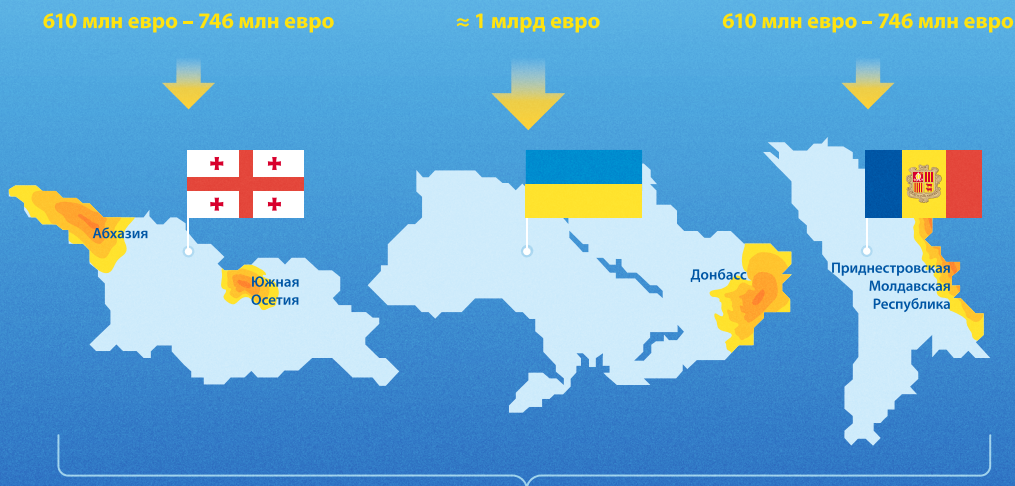 610 млн евро – 746 млн евро
≈ 1 млрд евро
610 млн евро – 746 млн евро
Абхазия
Южная
Осетия
Донбасс
Приднестровская
Молдавская
Республика